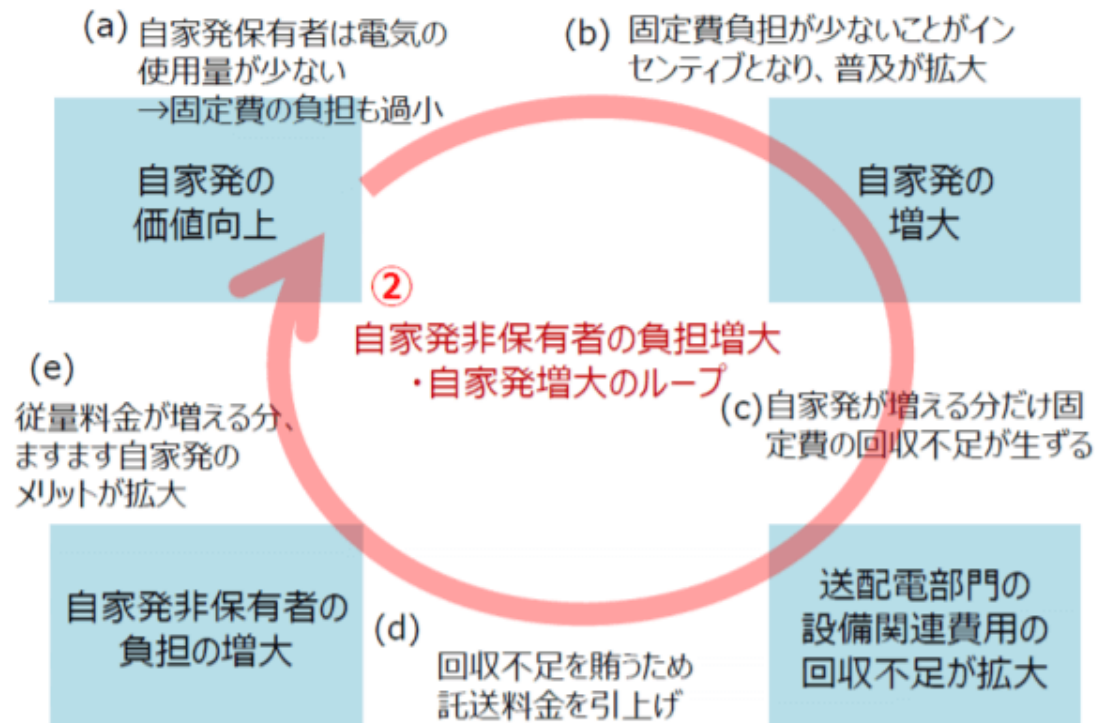 (a) 自家発保有者は電気の
使用量が少ない
→固定費の負担も過小
(b) 固定費負担が少ないことがイン
センティブとなり、普及が拡大
自家発の
価値向上
自家発の
増大
②
自家発非保有者の負担増大
・自家発増大のループ
(e)
従量料金が増える分、
ますます自家発の
メリットが拡大
(c)自家発が増える分だけ固
定費の回収不足が生ずる
自家発非保有者の
負担の増大
(d)
回収不足を賄うため
託送料金を引上げ
送配電部門の
設備関連費用の
回収不足が拡大